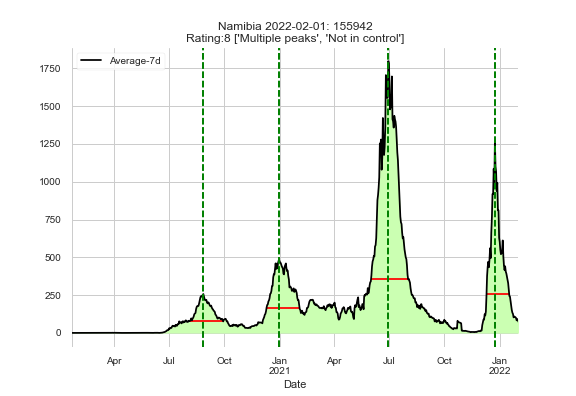 Namibia 2022-02-01: 155942
Rating:8 ['Multiple peaks', 'Not in control']
Average-7d
1750
1500
1250
1000
750
500
250
0
Apr
Jul
Oct
Jan
2021
Apr
Jul
Oct
Jan
2022
Date